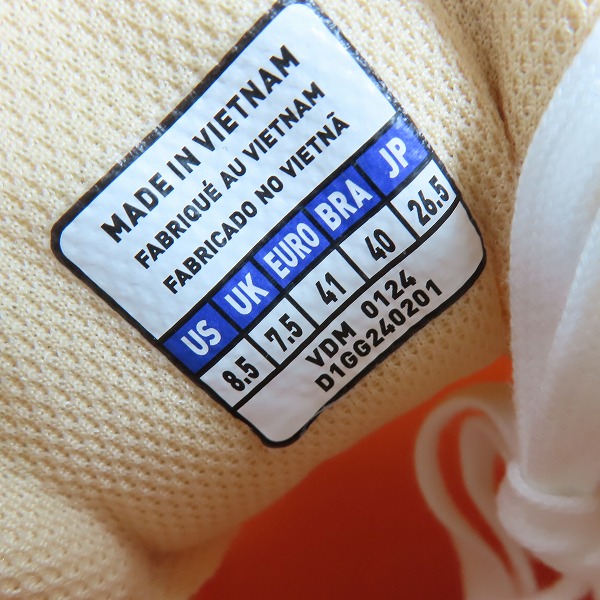 MADE IN VIETNAM
FABRIQUÉ AU VIETNAM
FABRICADO NO VIETNÃ
US UK EURO BRA JP
8.5 7.5 41 40 26.5
VDM 0124
D1GG240201